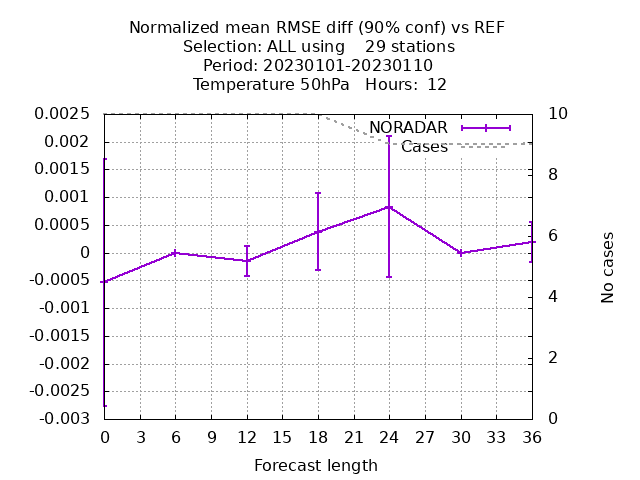 Normalized mean RMSE diff (90% conf) vs REF
Selection: ALL using    29 stations
Period: 20230101-20230110
Temperature 50hPa   Hours:  12
NORADAR
Cases
0.0025
0.002
0.0015
0.001
0.0005
0
-0.0005
-0.001
-0.0015
-0.002
-0.0025
-0.003
10
8
6
4
2
0
No cases
0 3 6 9 12 15 18 21 24 27 30 33 36
Forecast length